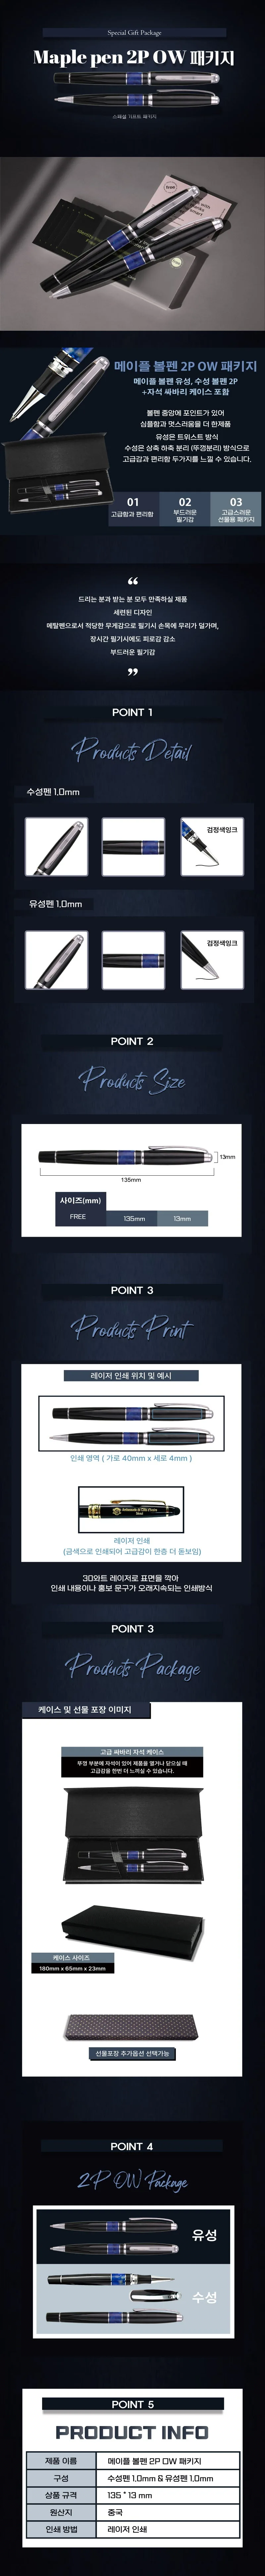 Special Gift Package
Maple pen 2P OW 패키지
스페셜 기프트 패키지
메이플 볼펜 2P OW 패키지
메이플 볼펜 유성, 수성 볼펜 2P
+자석 싸바리 케이스 포함
볼펜 중앙에 포인트가 있어
심플함과 멋스러움을 더 한제품
유성은 트위스트 방식
수성은 상축 하축 분리 (뚜껑분리) 방식으로
고급감과 편리함 두가지를 느낄 수 있습니다.
01
고급함과 편리함
02
부드러운
필기감
03
고급스러운
선물용 패키지
“
드리는 분과 받는 분 모두 만족하실 제품
세련된 디자인
메탈펜으로서 적당한 무게감으로 필기시 손목에 무리가 덜가며,
장시간 필기시에도 피로감 감소
부드러운 필기감
”
POINT 1
Products Detail
수성펜 1.0mm
검정색잉크
유성펜 1.0mm
검정색잉크
POINT 2
Products Size
13mm
135mm
사이즈(mm)
FREE 135mm 13mm
POINT 3
Products Print
레이저 인쇄 위치 및 예시
인쇄 영역 ( 가로 40mm x 세로 4mm )
레이저 인쇄
(금색으로 인쇄되어 고급감이 한층 더 돋보임)
30와트 레이저로 표면을 깍아
인쇄 내용이나 홍보 문구가 오래지속되는 인쇄방식
POINT 3
Products Package
케이스 및 선물 포장 이미지
고급 싸바리 자석 케이스
뚜껑 부분에 자석이 있어 제품을 열거나 닫으실 때
고급감을 한번 더 느끼실 수 있습니다.
케이스 사이즈
180mm x 65mm x 23mm
선물포장 추가옵션 선택가능
POINT 4
2P OW Package
유성
수성
POINT 5
PRODUCT INFO
제품 이름 메이플 볼펜 2P OW 패키지
구성 수성펜 1.0mm & 유성펜 1.0mm
상품 규격 135 * 13 mm
원산지 중국
인쇄 방법 레이저 인쇄